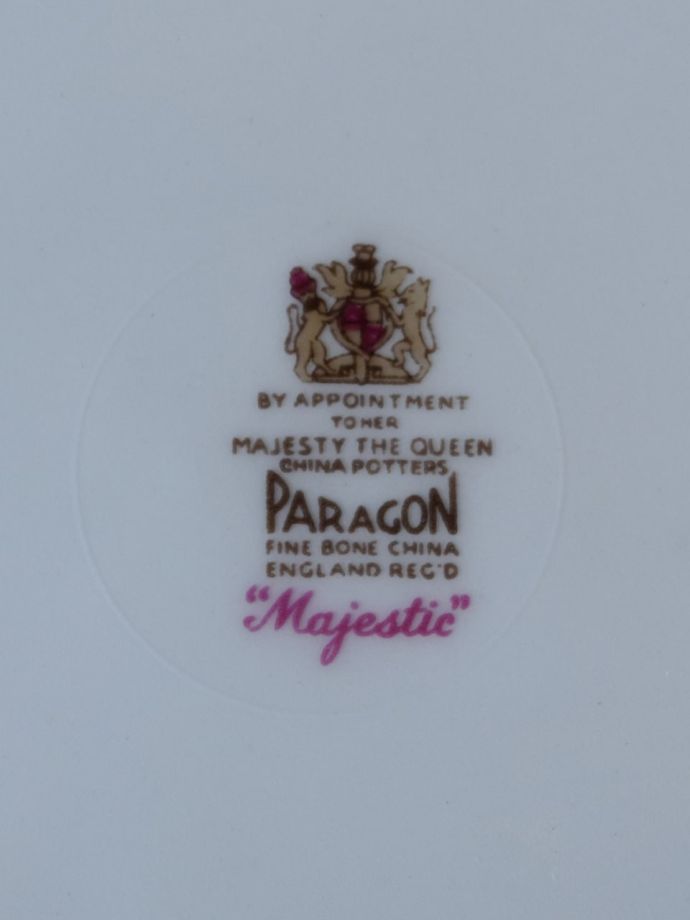 BY APPOINTMENT
TO HER
MAJESTY THE QUEEN
CHINA POTTERS
PARAGON
FINE BONE CHINA
ENGLAND REG'D
"Majestic"